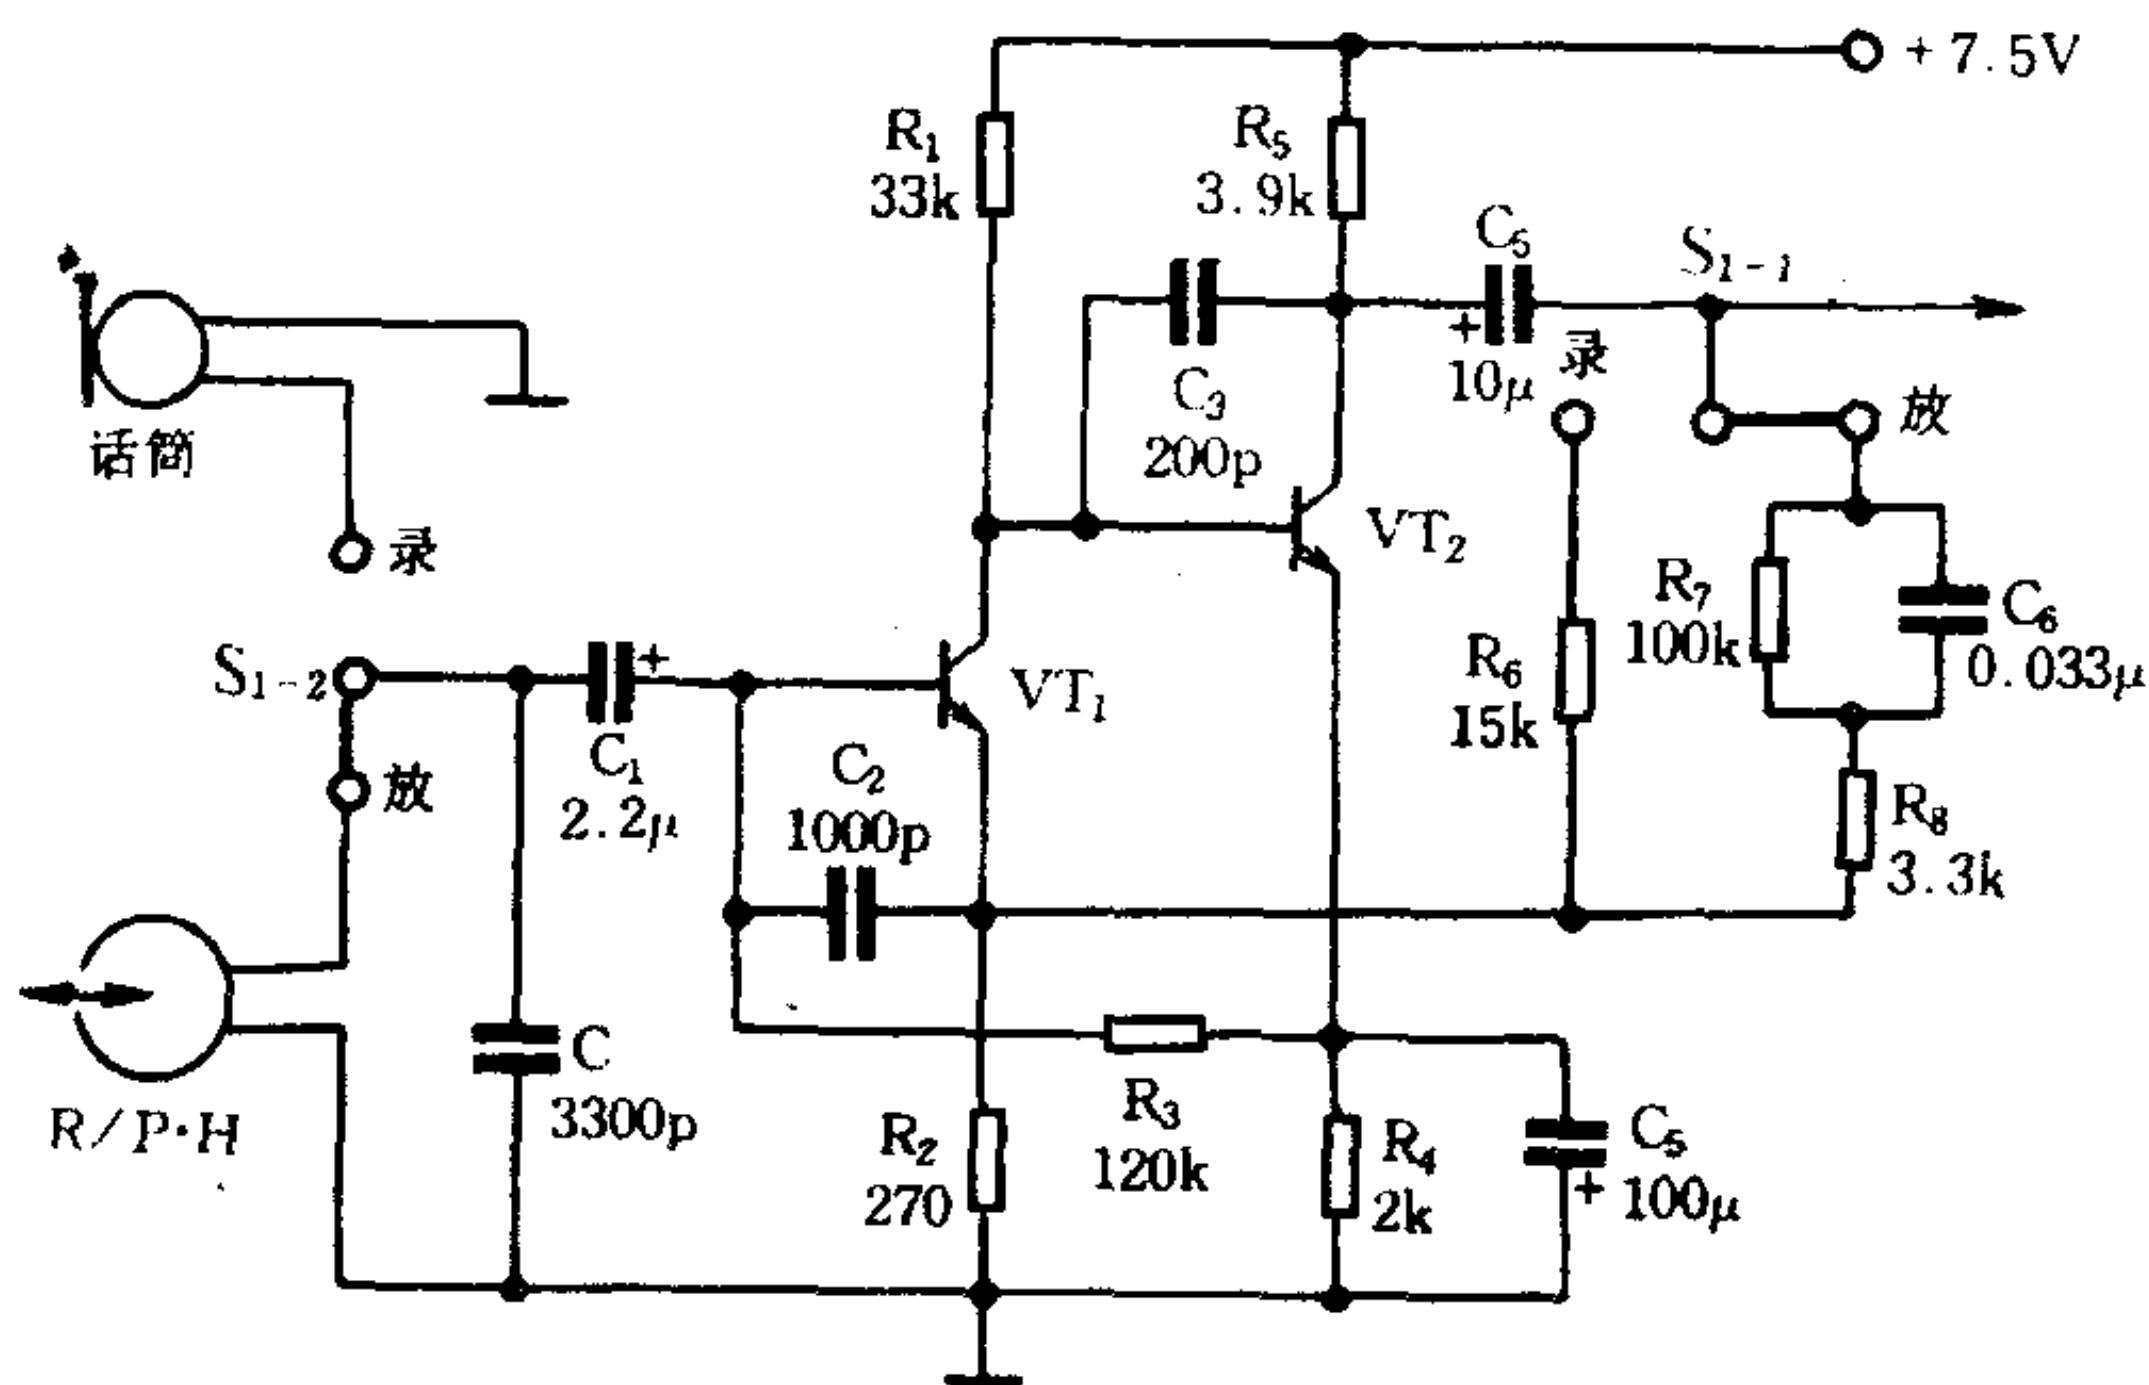 +7.5V
R₁
33k
R₅
3.9k
C₅
+
10μ
S₁₋₁
录
放
C₃
200p
话筒
录
VT₂
R₇
100k
C₆
0.033μ
R₆
15k
S₁₋₂
+
VT₁
放
C₁
2.2μ
C₂
1000p
R₈
3.3k
C
3300p
R/P·H
R₂
270
R₃
120k
R₄
2k
C₅
+
100μ